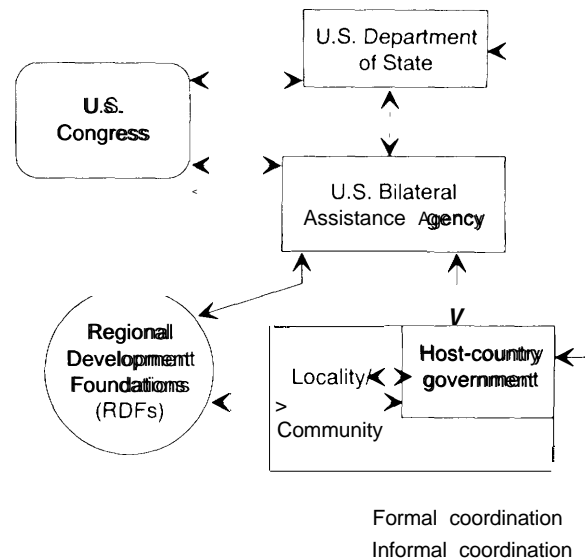 U.S. Department
of State
U.S.
Congress
U.S. Bilateral
Assistance Agency
Regional
Development
Foundations
(RDFs)
Locality/
Community
Host-country
government
Formal coordination
Informal coordination